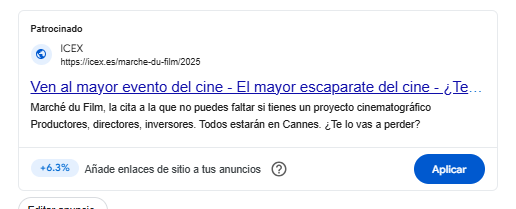 Patrocinado
ICEX
https://icex.es/marche-du-film/2025
Ven al mayor evento del cine - El mayor escaparate del cine - ¿Te...
Marché du Film, la cita a la que no puedes faltar si tienes un proyecto cinematográfico
Productores, directores, inversores. Todos estarán en Cannes. ¿Te lo vas a perder?
+6.3% Añade enlaces de sitio a tus anuncios ?
Aplicar
Editar anuncio